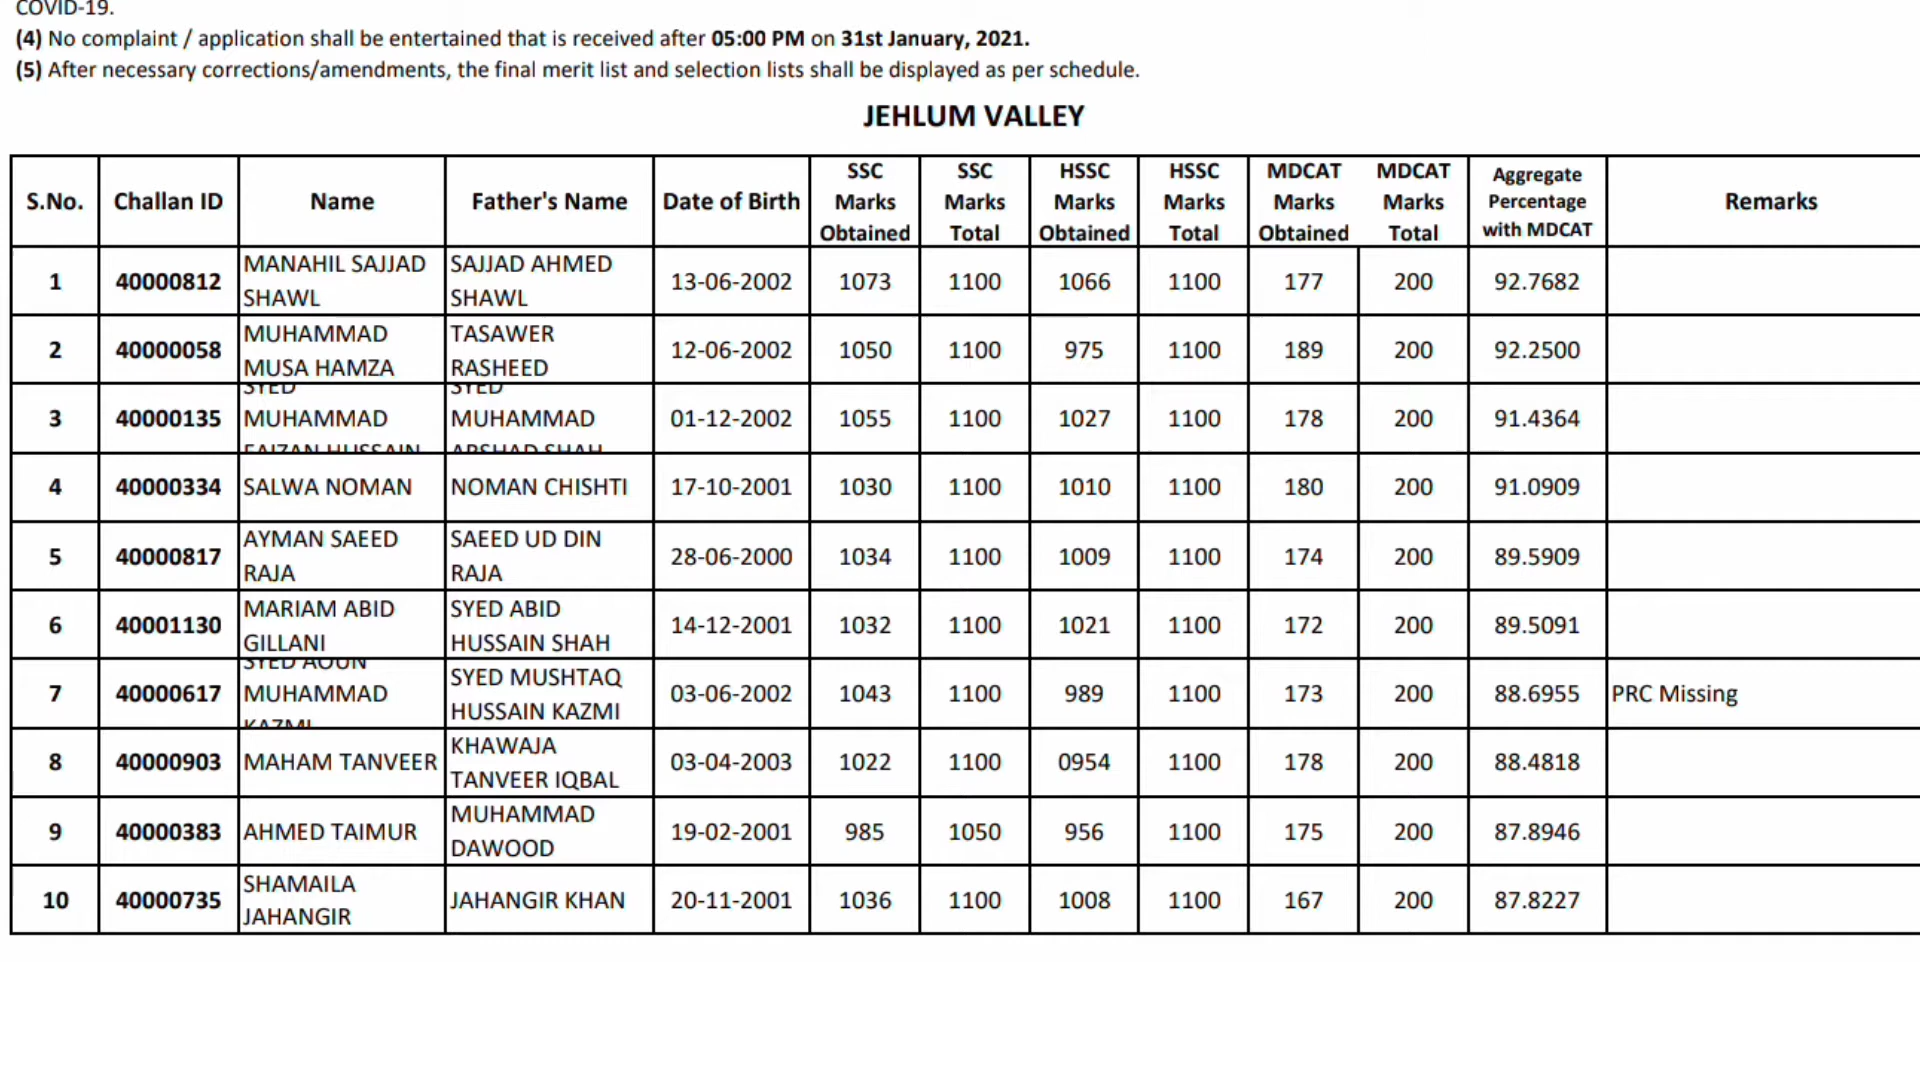 COVID-19.
(4) No complaint / application shall be entertained that is received after 05:00 PM on 31st January, 2021.
(5) After necessary corrections/amendments, the final merit list and selection lists shall be displayed as per schedule.
JEHLUM VALLEY
S.No. Challan ID Name Father's Name Date of Birth SSC Marks Obtained SSC Marks Total HSSC Marks Obtained HSSC Marks Total MDCAT Marks Obtained MDCAT Marks Total Aggregate Percentage with MDCAT Remarks
1 40000812 MANAHIL SAJJAD SHAWL SAJJAD AHMED SHAWL 13-06-2002 1073 1100 1066 1100 177 200 92.7682
2 40000058 MUHAMMAD MUSA HAMZA TASAWER RASHEED 12-06-2002 1050 1100 975 1100 189 200 92.2500
3 40000135 SYED MUHAMMAD FAIZAN HUSSAIN SYED MUHAMMAD ARSHAD SHAH 01-12-2002 1055 1100 1027 1100 178 200 91.4364
4 40000334 SALWA NOMAN NOMAN CHISHTI 17-10-2001 1030 1100 1010 1100 180 200 91.0909
5 40000817 AYMAN SAEED RAJA SAEED UD DIN RAJA 28-06-2000 1034 1100 1009 1100 174 200 89.5909
6 40001130 MARIAM ABID GILLANI SYED ABID HUSSAIN SHAH 14-12-2001 1032 1100 1021 1100 172 200 89.5091
7 40000617 SYED AOUN MUHAMMAD KAZMI SYED MUSHTAQ HUSSAIN KAZMI 03-06-2002 1043 1100 989 1100 173 200 88.6955 PRC Missing
8 40000903 MAHAM TANVEER KHAWAJA TANVEER IQBAL 03-04-2003 1022 1100 0954 1100 178 200 88.4818
9 40000383 AHMED TAIMUR MUHAMMAD DAWOOD 19-02-2001 985 1050 956 1100 175 200 87.8946
10 40000735 SHAMAILA JAHANGIR JAHANGIR KHAN 20-11-2001 1036 1100 1008 1100 167 200 87.8227